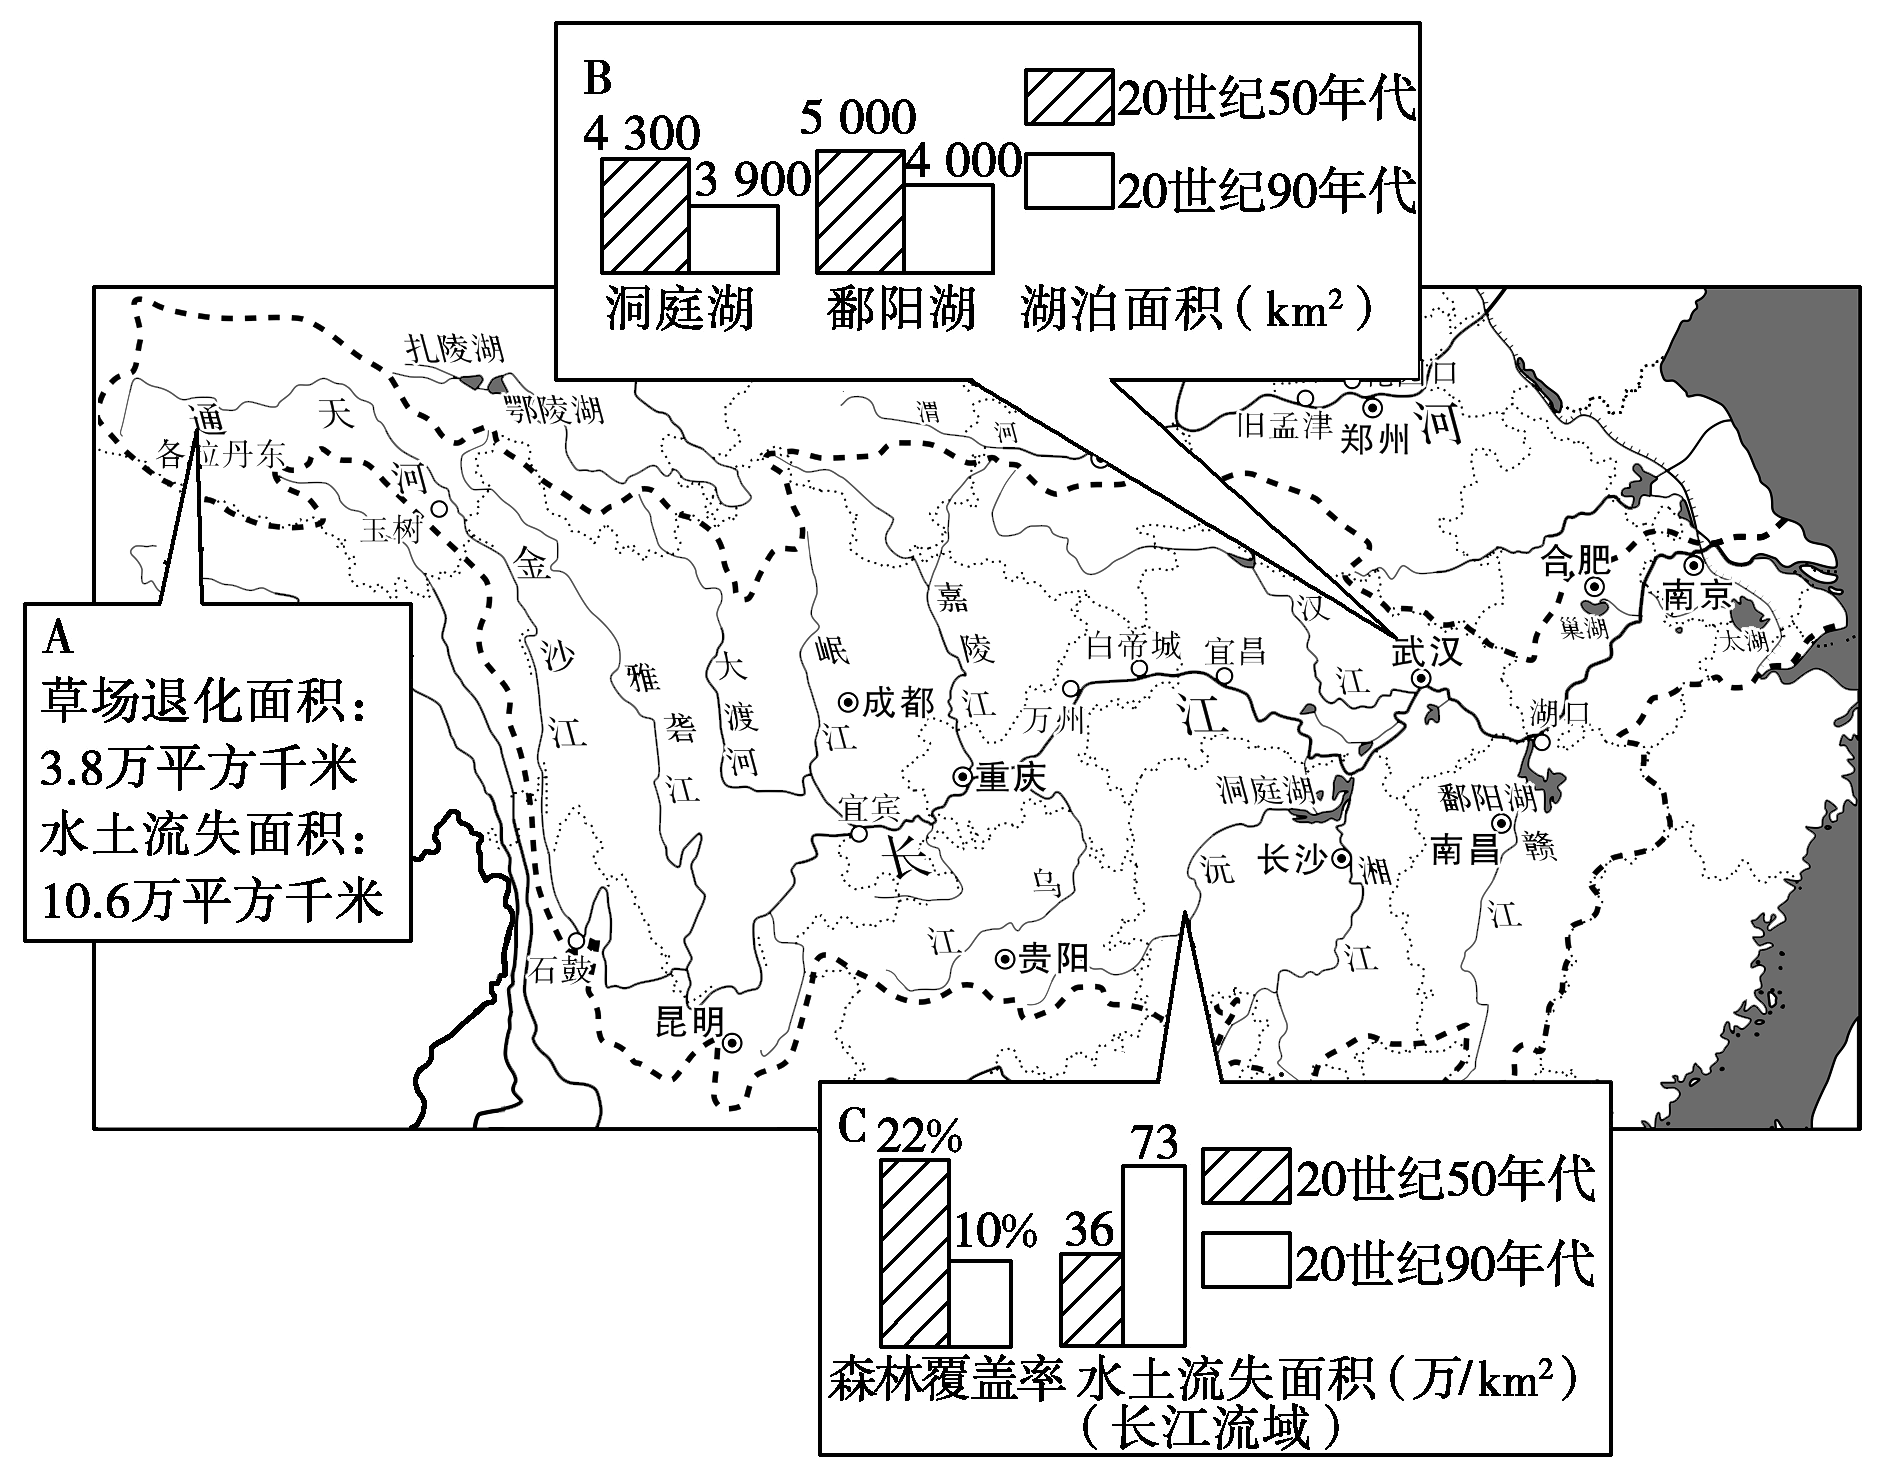 B
4 300
3 900
洞庭湖
5 000
4 000
鄱阳湖
20世纪50年代
20世纪90年代
湖泊面积(km²)
扎陵湖
鄂陵湖
通
天
河
各拉丹东
玉树
渭
河
旧孟津
郑州
河
口
金
沙
江
雅
砻
江
大
渡
河
岷
江
成都
嘉
陵
江
白帝城
宜昌
万州
江
汉
江
武汉
合肥
巢湖
南京
太湖
湖口
A
草场退化面积:
3.8万平方千米
水土流失面积:
10.6万平方千米
重庆
宜宾
长
洞庭湖
鄱阳湖
南昌
赣
江
长沙
湘
江
沅
乌
江
贵阳
石鼓
昆明
C
22%
10%
森林覆盖率
36
73
水土流失面积(万/km²)
(长江流域)
20世纪50年代
20世纪90年代